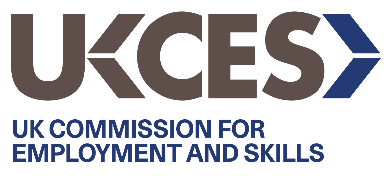 UKCES
UK COMMISSION FOR
EMPLOYMENT AND SKILLS